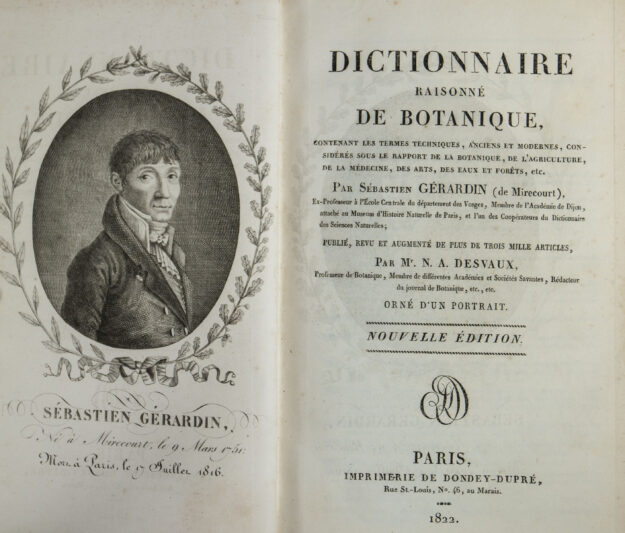 SÉBASTIEN GÉRARDIN,
Né à Mirecourt, le 9 Mars 1751.
Mort à Paris, le 17 Juillet 1816.
DICTIONNAIRE
RAISONNÉ
DE BOTANIQUE,
CONTENANT LES TERMES TECHNIQUES, ANCIENS ET MODERNES, CON-
SIDÉRÉS SOUS LE RAPPORT DE LA BOTANIQUE, DE L'AGRICULTURE,
DE LA MÉDECINE, DES ARTS, DES EAUX ET FORÊTS, etc.
PAR SÉBASTIEN GÉRARDIN (de Mirecourt),
Ex-Professeur à l'École Centrale du département des Vosges, Membre de l'Académie de Dijon,
attaché au Museum d'Histoire Naturelle de Paris, et l'un des Coopérateurs du Dictionnaire
des Sciences Naturelles;
PUBLIÉ, REVU ET AUGMENTÉ DE PLUS DE TROIS MILLE ARTICLES,
PAR Mr. N. A. DESVAUX,
Professeur de Botanique, Membre de différentes Académies et Sociétés Savantes, Rédacteur
du journal de Botanique, etc., etc.
ORNÉ D'UN PORTRAIT.
NOUVELLE ÉDITION.
PARIS,
IMPRIMERIE DE DONDEY-DUPRÉ,
Rue St.-Louis, No. 46, au Marais.
1822.